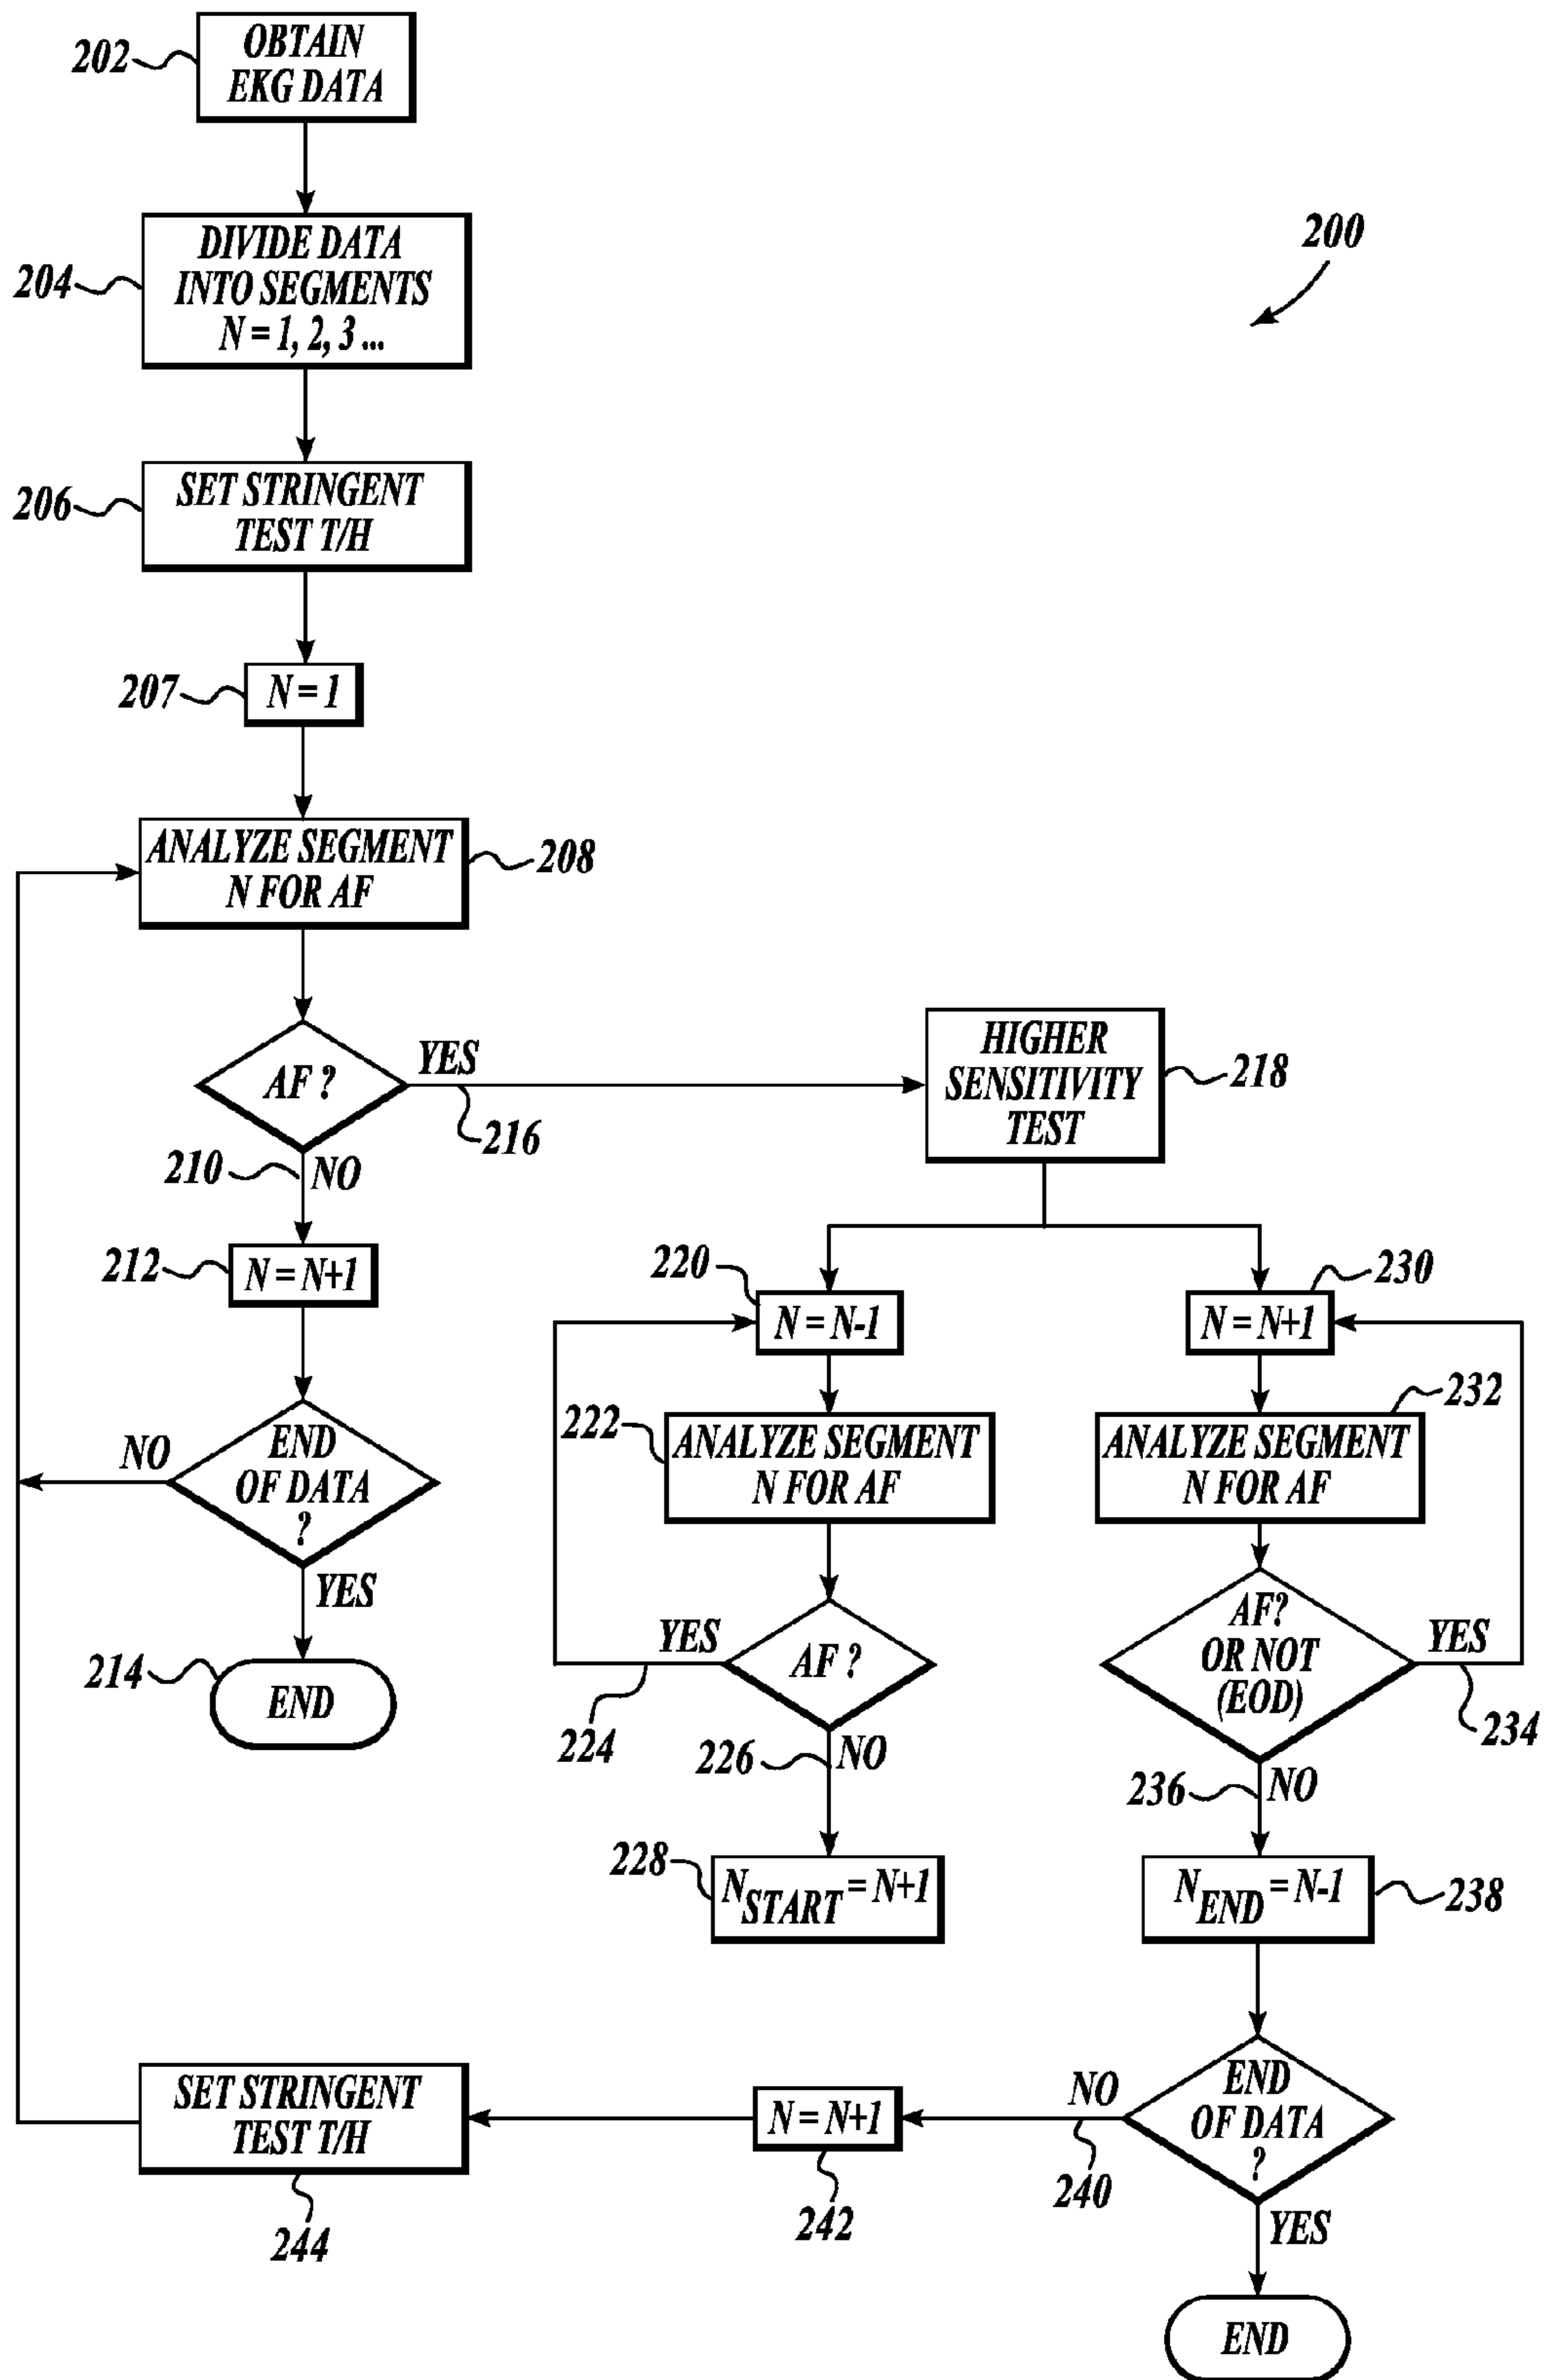 202
OBTAIN
EKG DATA
204
DIVIDE DATA
INTO SEGMENTS
N = 1, 2, 3 ...
200
206
SET STRINGENT
TEST T/H
207
N = 1
ANALYZE SEGMENT
N FOR AF
208
AF ?
YES
216
210
NO
HIGHER
SENSITIVITY
TEST
218
212
N = N+1
220
N = N-1
230
N = N+1
NO
END
OF DATA
?
YES
214
END
222
ANALYZE SEGMENT
N FOR AF
232
ANALYZE SEGMENT
N FOR AF
YES
AF ?
224
226
NO
AF?
OR NOT
(EOD)
YES
234
236
NO
228
NSTART = N+1
NEND = N-1
238
SET STRINGENT
TEST T/H
244
N = N+1
242
NO
240
END
OF DATA
?
YES
END